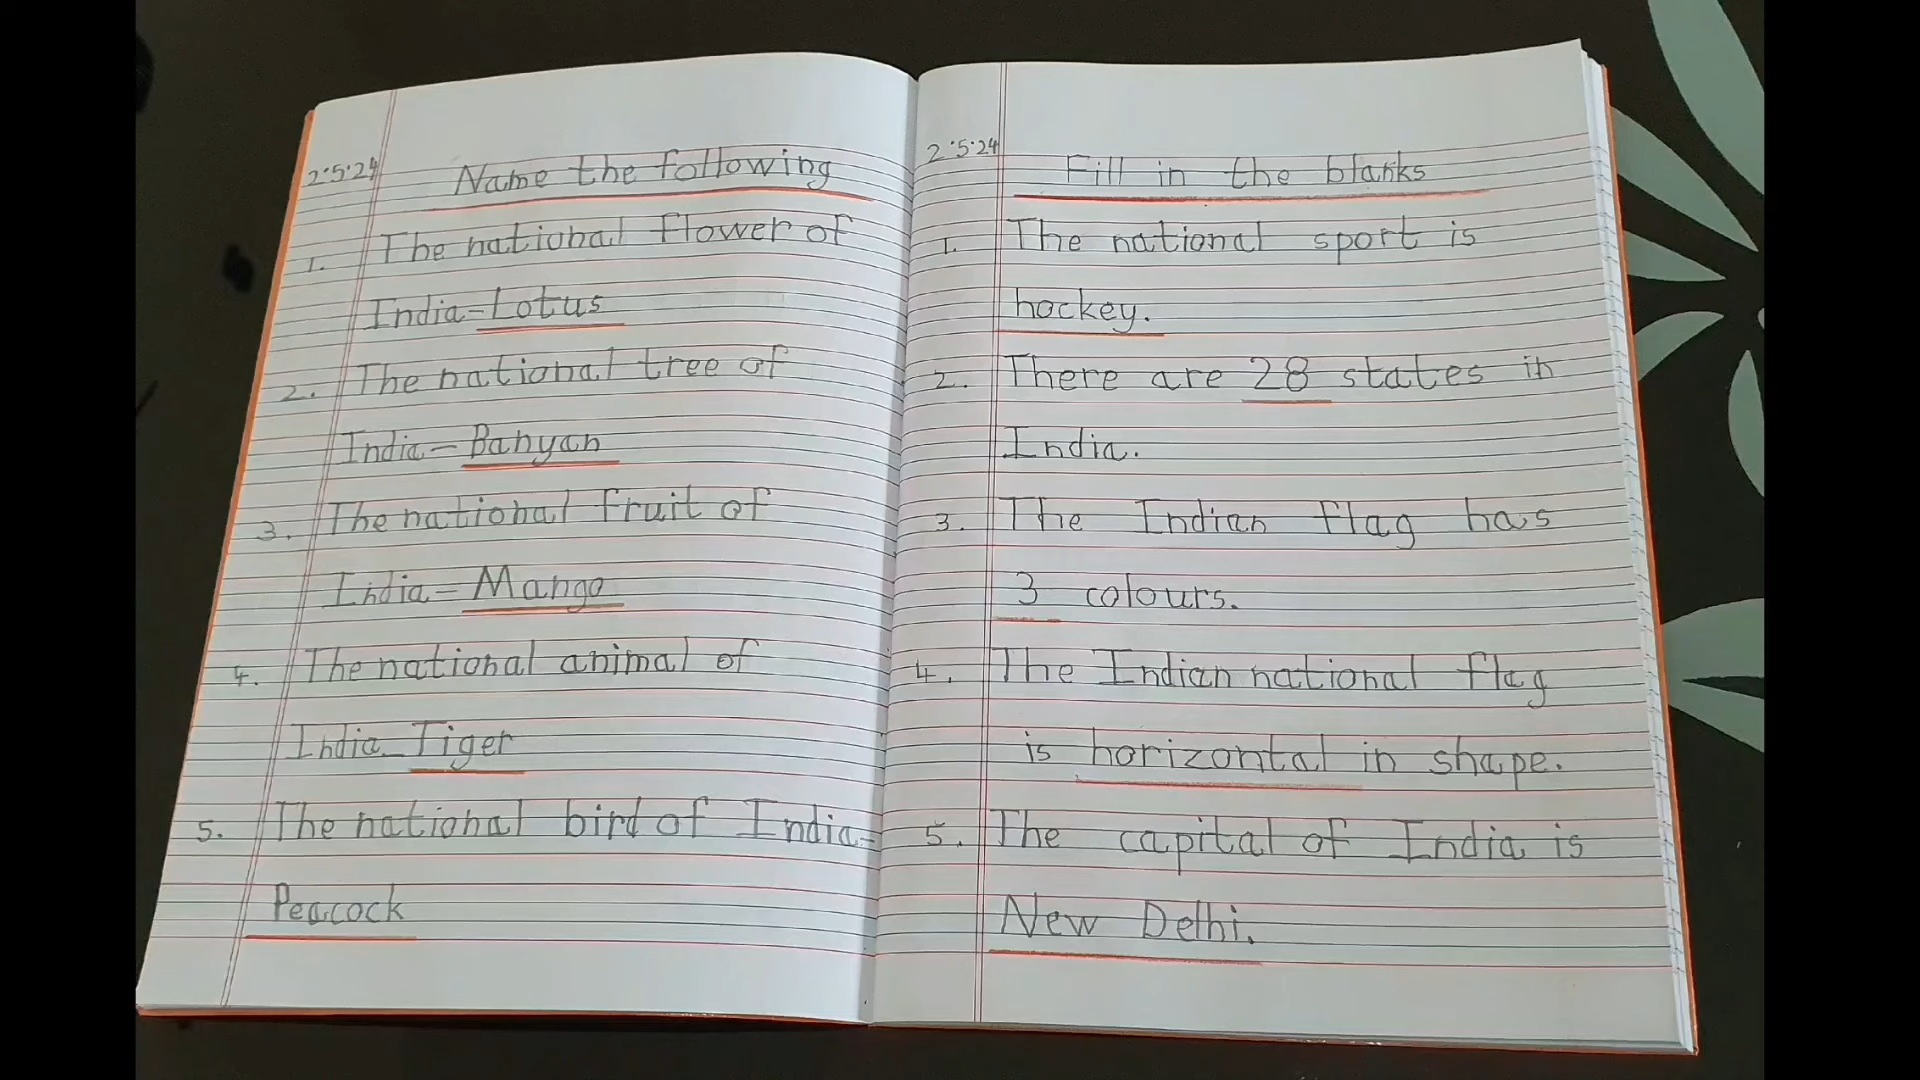 2.5.24
Name the following
1. The national flower of
India-Lotus
2. The national tree of
India-Banyan
3. The national fruit of
India-Mango
4. The national animal of
India-Tiger
5. The national bird of India-
Peacock
2.5.24
Fill in the blanks
1. The national sport is
hockey.
2. There are 28 states in
India.
3. The Indian flag has
3 colours.
4. The Indian national flag
is horizontal in shape.
5. The capital of India is
New Delhi.